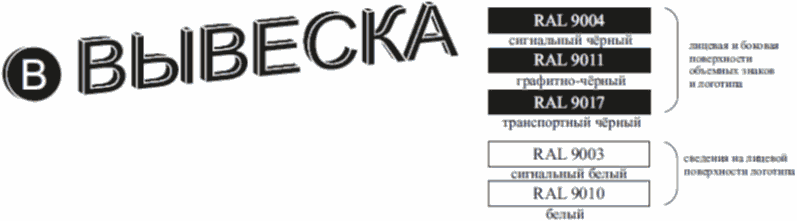 В ВЫВЕСКА
RAL 9004
сигнальный чёрный
RAL 9011
графитно-чёрный
RAL 9017
транспортный чёрный
лицевая и боковая
поверхности
объемных знаков
и логотипа
RAL 9003
сигнальный белый
RAL 9010
белый
сведения на лицевой
поверхности логотипа